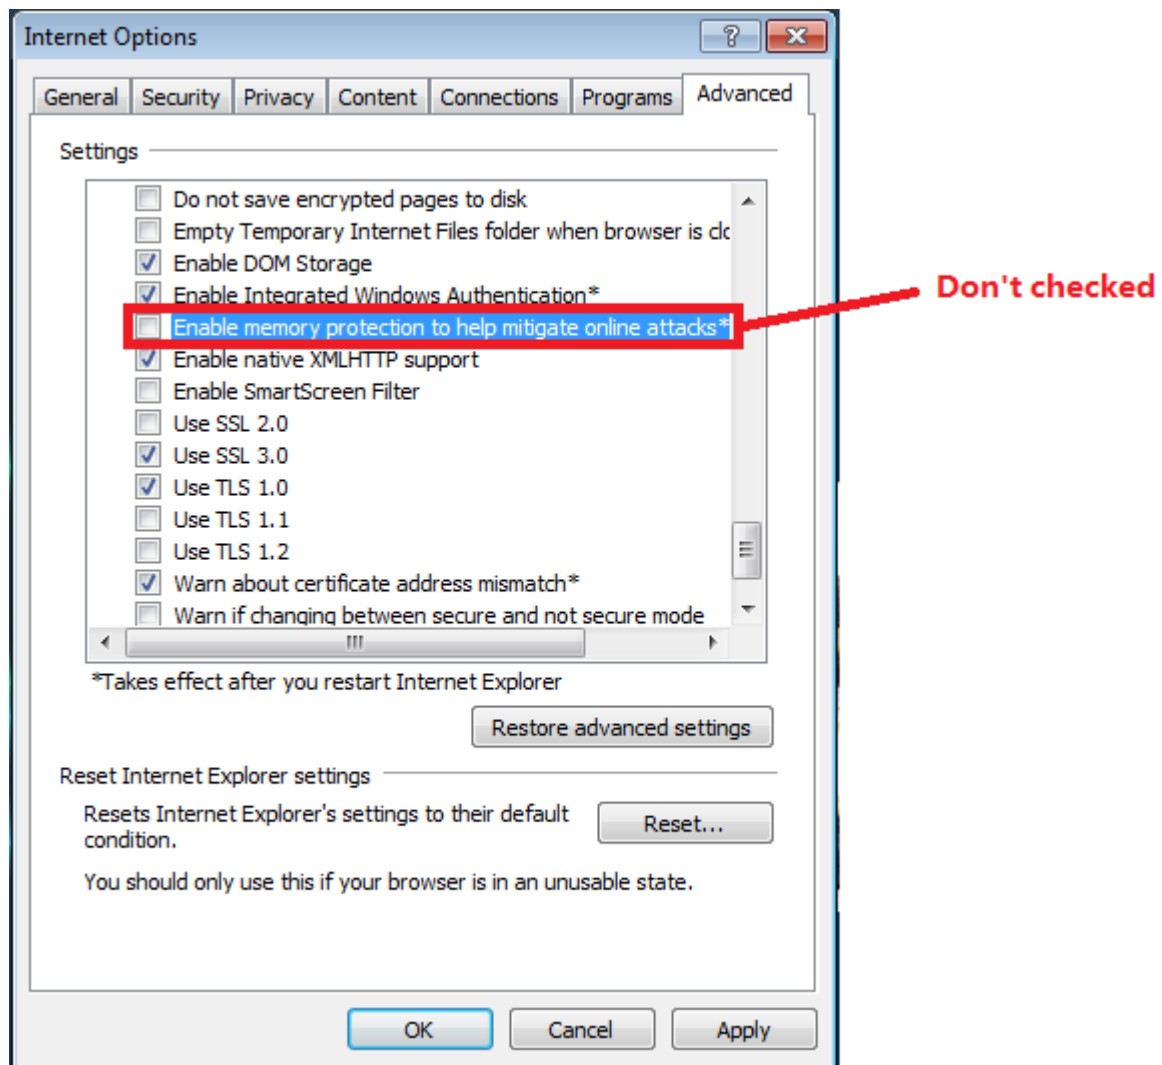 Internet Options
General Security Privacy Content Connections Programs Advanced
Settings
Do not save encrypted pages to disk
Empty Temporary Internet Files folder when browser is clc
Enable DOM Storage
Enable Integrated Windows Authentication*
Enable memory protection to help mitigate online attacks*
Don't checked
Enable native XMLHTTP support
Enable SmartScreen Filter
Use SSL 2.0
Use SSL 3.0
Use TLS 1.0
Use TLS 1.1
Use TLS 1.2
Warn about certificate address mismatch*
Warn if changing between secure and not secure mode
*Takes effect after you restart Internet Explorer
Restore advanced settings
Reset Internet Explorer settings
Resets Internet Explorer's settings to their default
condition.
Reset...
You should only use this if your browser is in an unusable state.
OK Cancel Apply